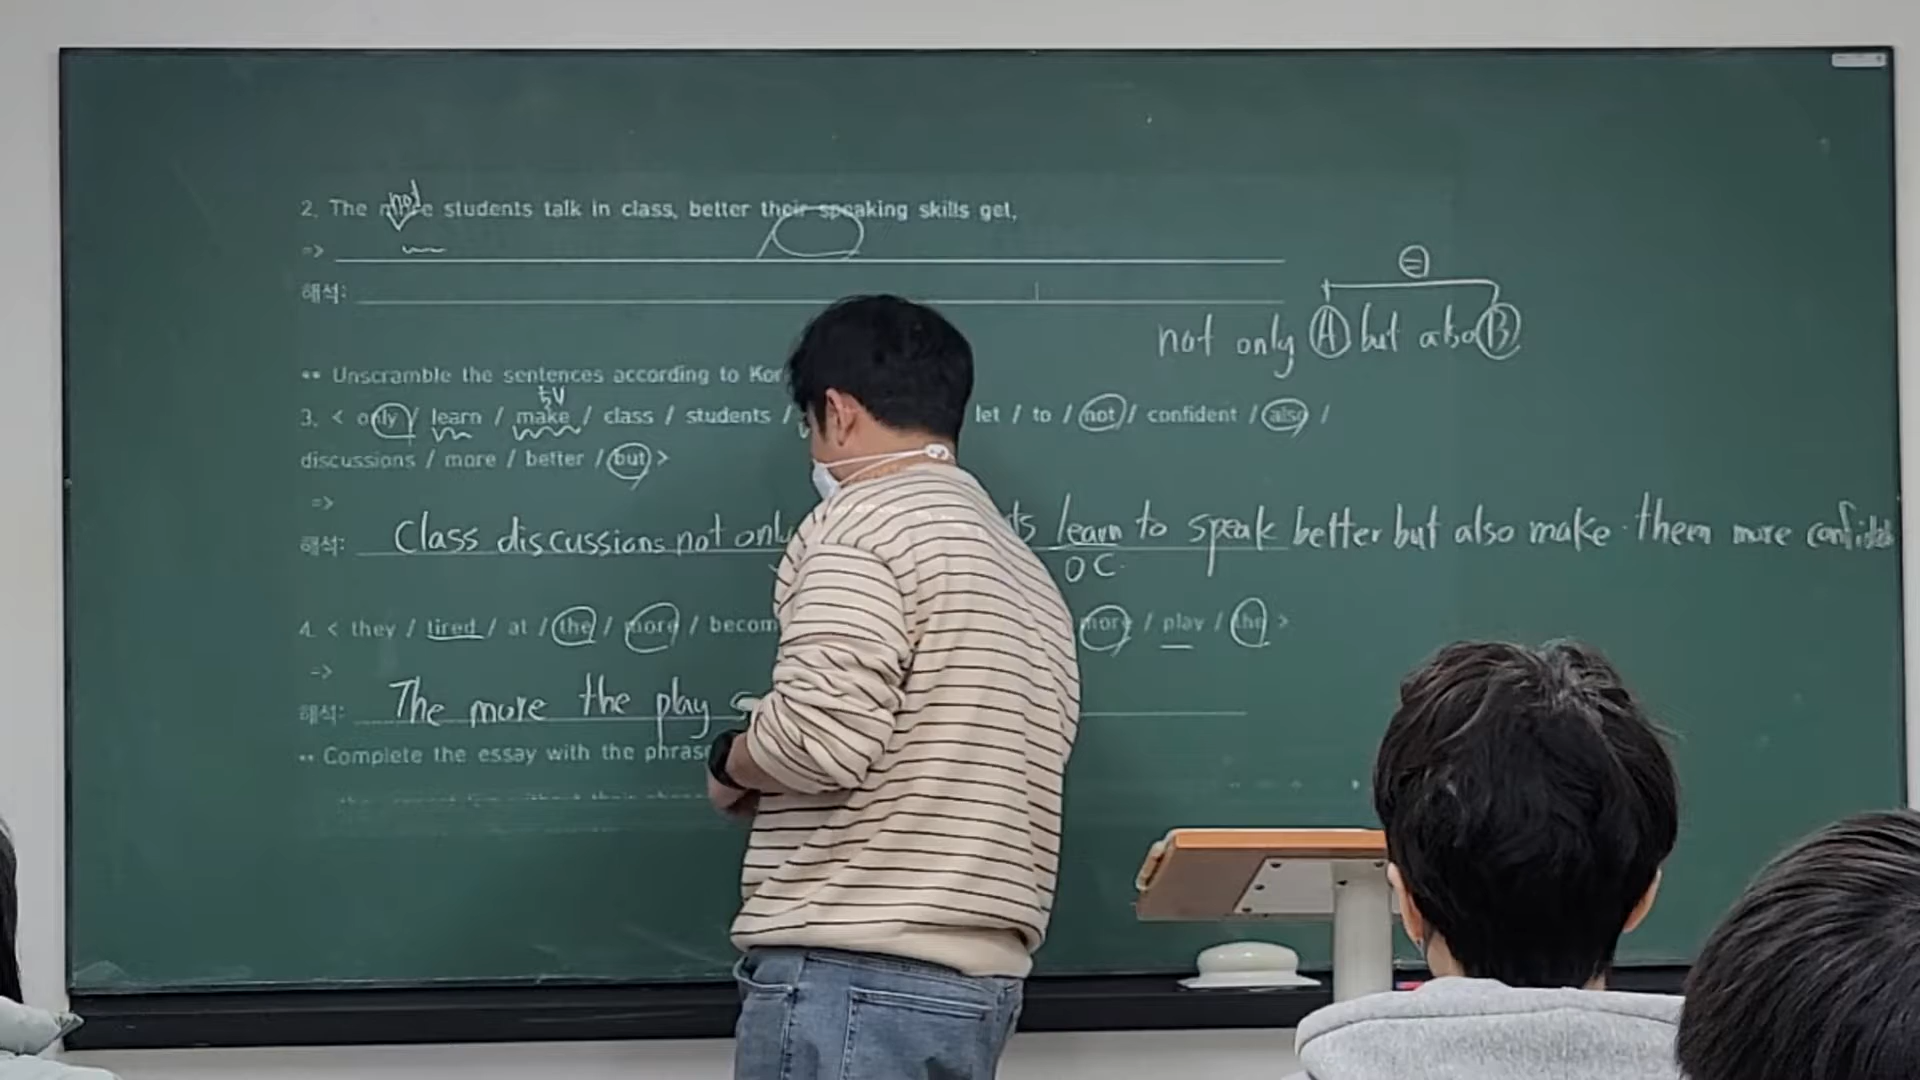 2. The more students talk in class, better their speaking skills get,
not
=>
해석:
not only A but also B
** Unscramble the sentences according to Kor
5V
3. < only / learn / make / class / students / let / to / not / confident / also /
discussions / more / better / but >
=>
해석: Class discussions not only ts learn to speak better but also make them more confident
OC.
4. < they / tired / at / the / more / becom more / play / the >
=>
해석: The more the play
** Complete the essay with the phras